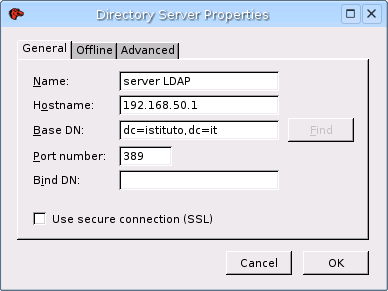 Directory Server Properties
General Offline Advanced
Name: server LDAP
Hostname: 192.168.50.1
Base DN: dc=istituto,dc=it Find
Port number: 389
Bind DN:
Use secure connection (SSL)
Cancel OK